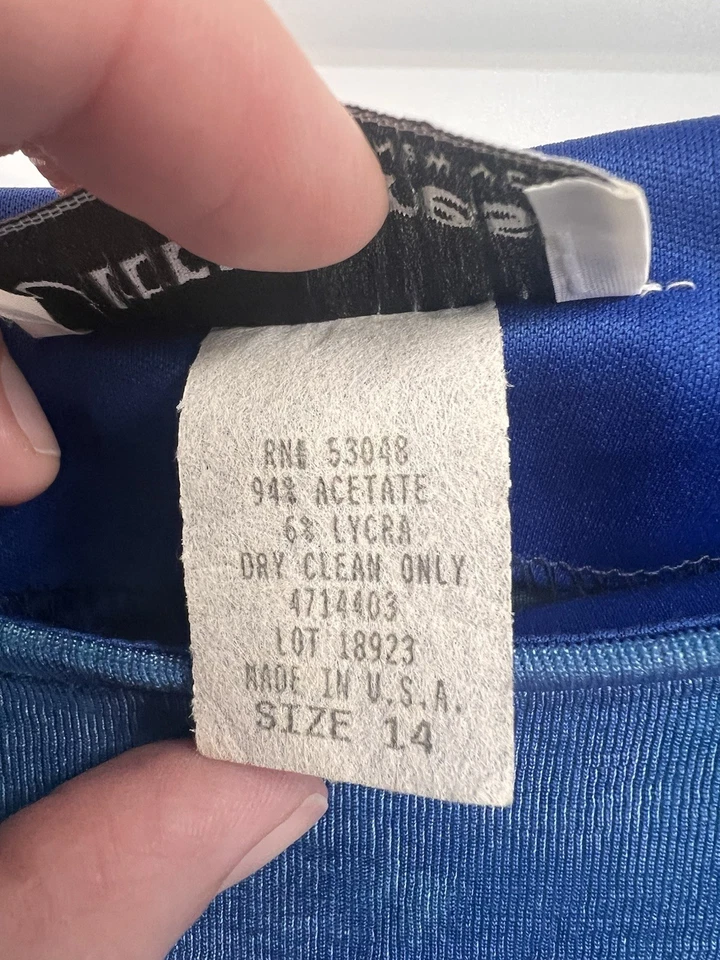 RN# 53048
94% ACETATE
6% LYCRA
DRY CLEAN ONLY
4714403
LOT 18923
MADE IN U.S.A.
SIZE 14